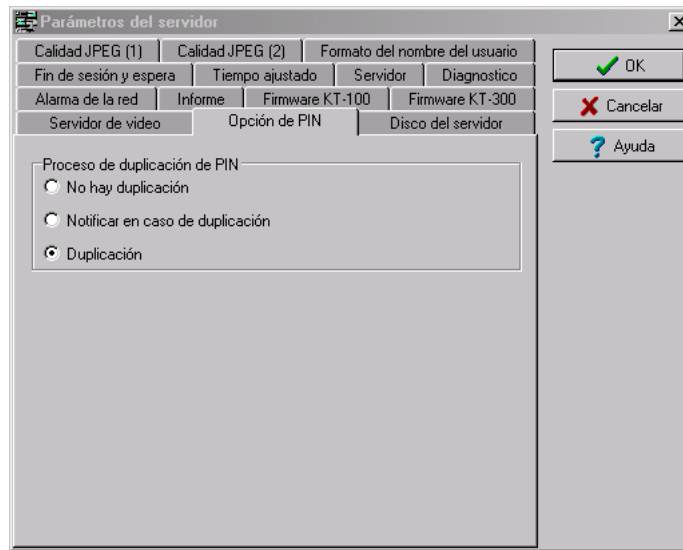 Parámetros del servidor
Calidad JPEG (1) Calidad JPEG (2) Formato del nombre del usuario
Fin de sesión y espera Tiempo ajustado Servidor Diagnostico
Alarma de la red Informe Firmware KT-100 Firmware KT-300
Servidor de video Opción de PIN Disco del servidor
OK
Cancelar
Ayuda
Proceso de duplicación de PIN
No hay duplicación
Notificar en caso de duplicación
Duplicación